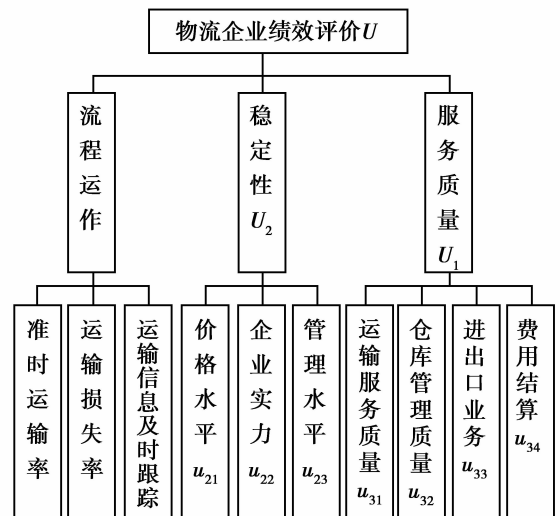 物流企业绩效评价U
流程运作
稳定性U₂
服务质量U₁
准时运输率
运输损失率
运输信息及时跟踪
价格水平u₂₁
企业实力u₂₂
管理水平u₂₃
运输服务质量u₃₁
仓库管理质量u₃₂
进出口业务u₃₃
费用结算u₃₄